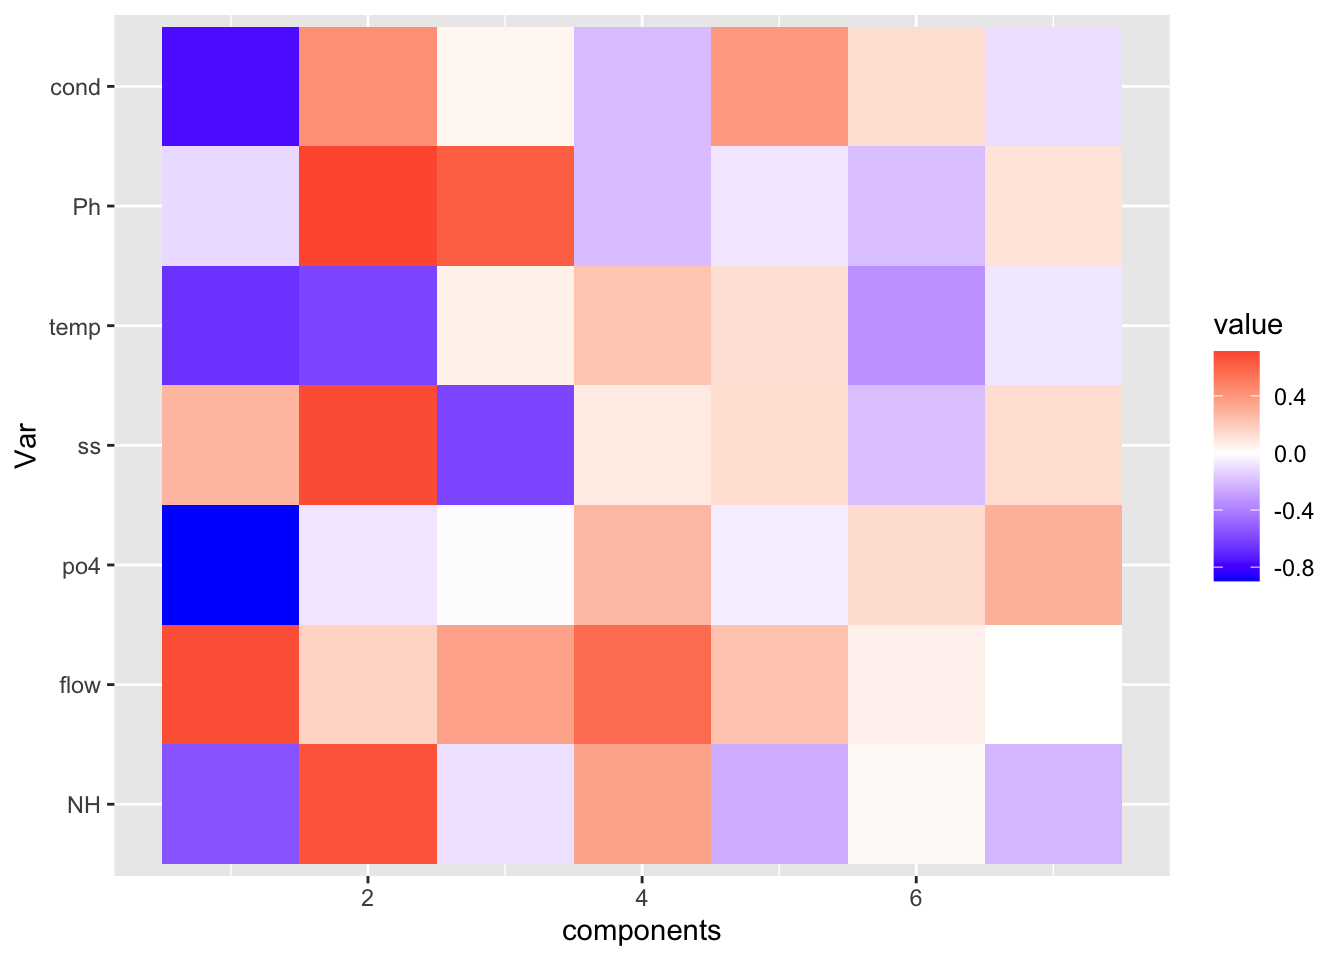 cond
Ph
temp
ss
po4
flow
NH
Var
2
4
6
components
value
0.4
0.0
-0.4
-0.8